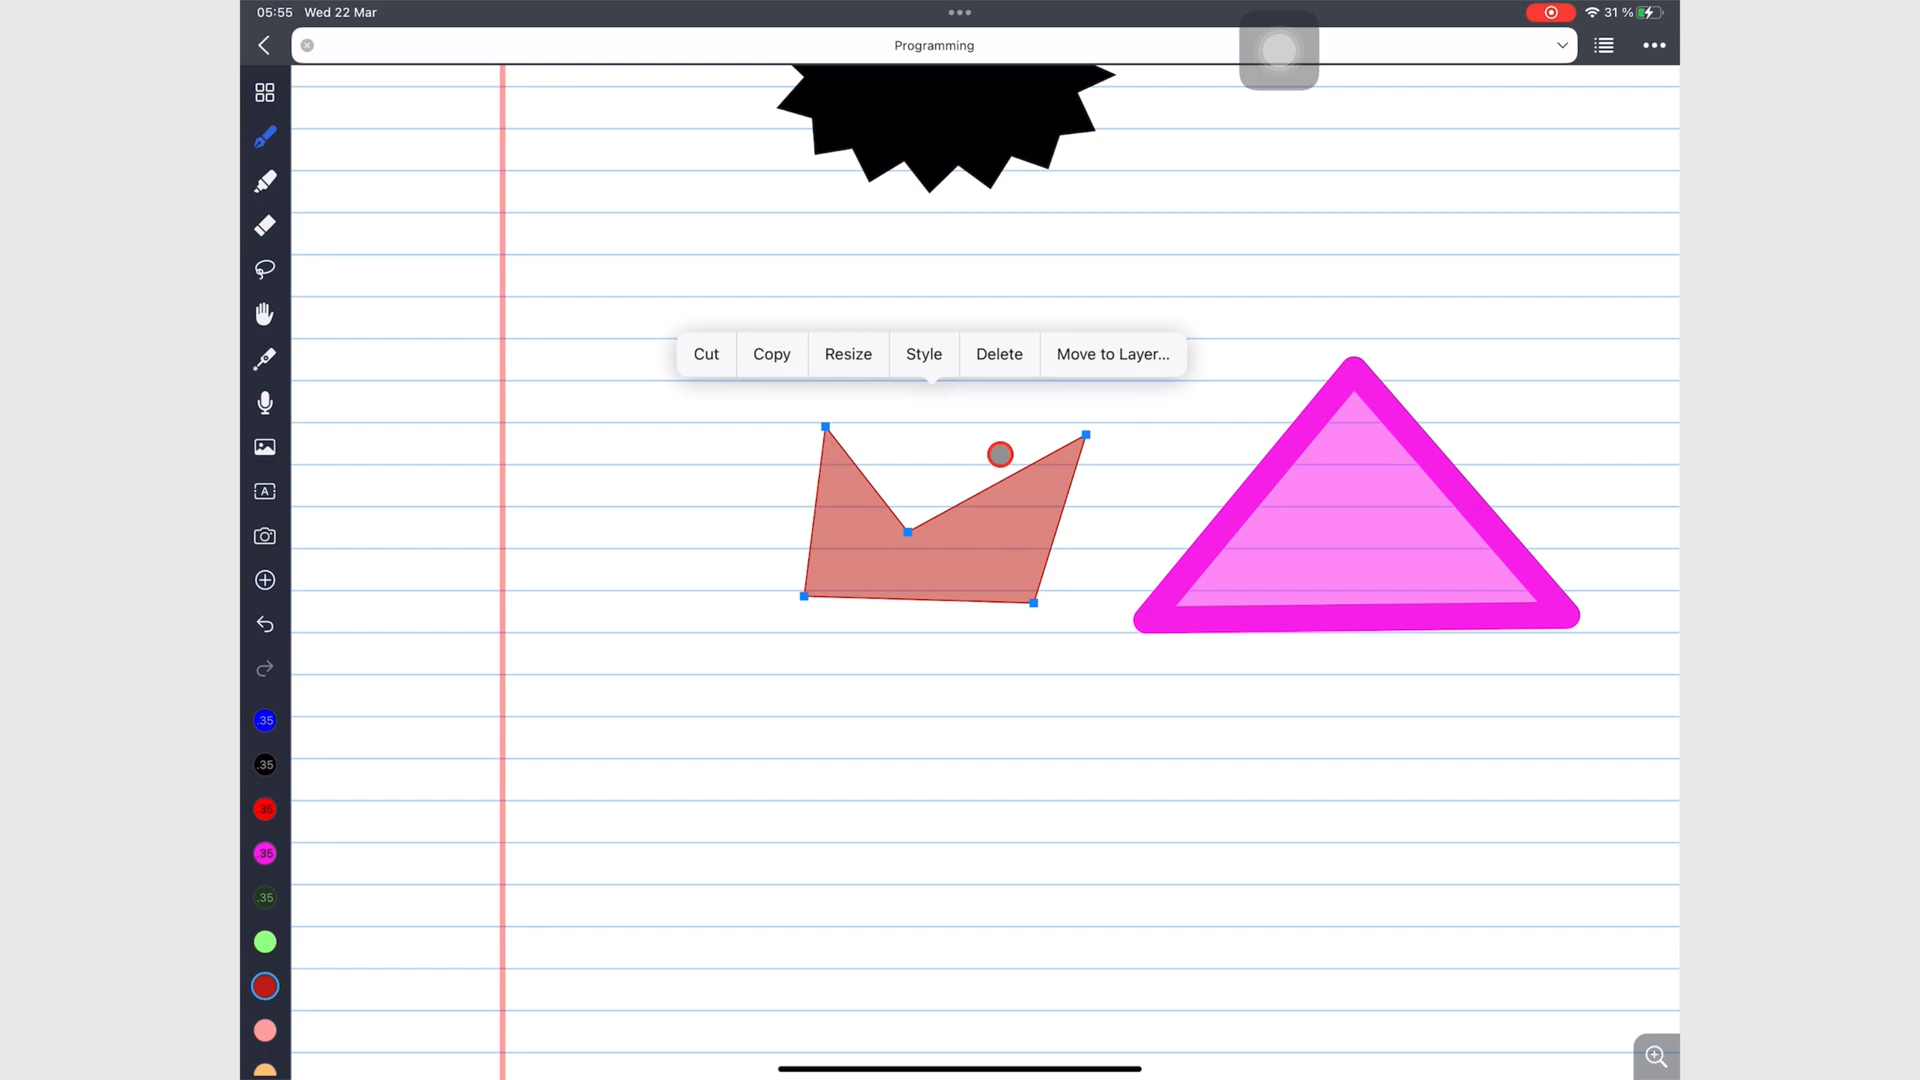 05:55 Wed 22 Mar
31 %
Programming
Cut Copy Resize Style Delete Move to Layer...
A
.35
.35
.35
.35
.35